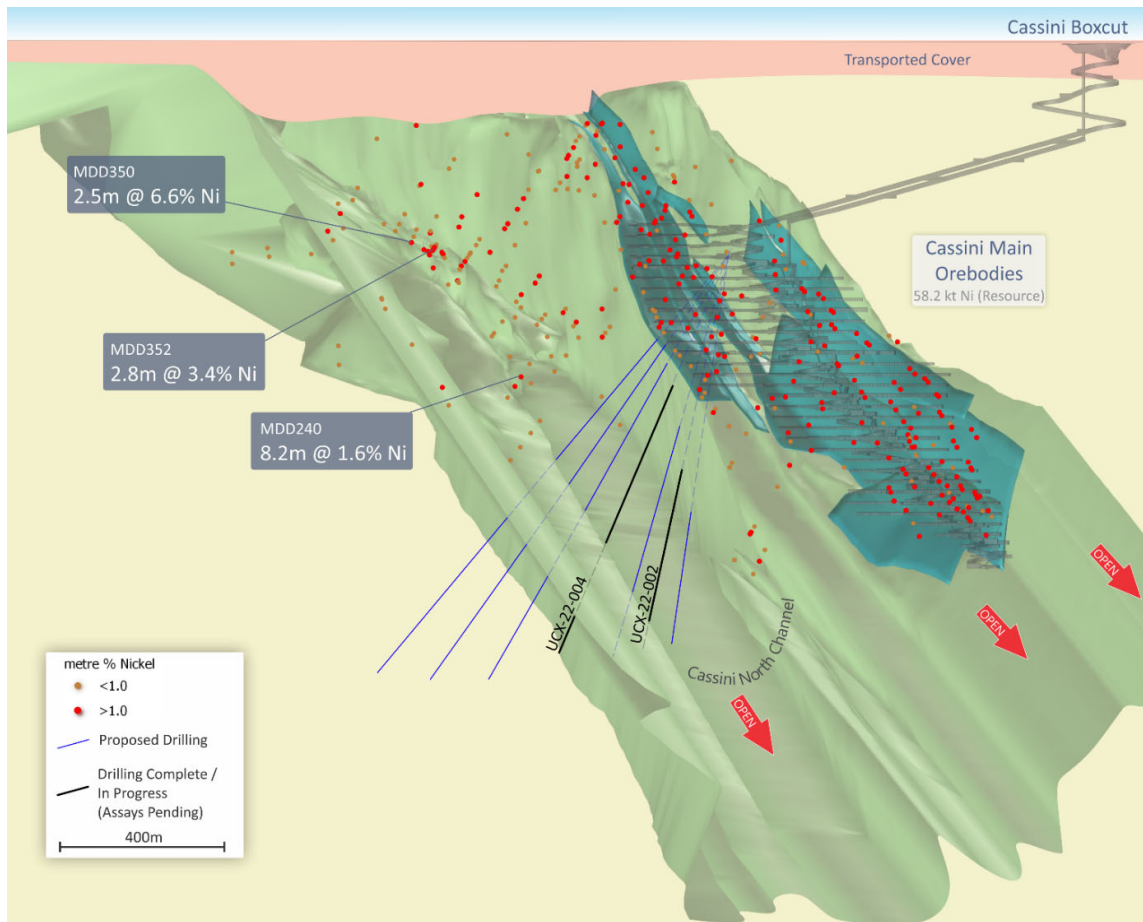 Cassini Boxcut
Transported Cover
MDD350
2.5m @ 6.6% Ni
Cassini Main
Orebodies
58.2 kt Ni (Resource)
MDD352
2.8m @ 3.4% Ni
MDD240
8.2m @ 1.6% Ni
OPEN
UCX-22-004
UCX-22-002
OPEN
Cassini North Channel
OPEN
metre % Nickel
<1.0
>1.0
Proposed Drilling
Drilling Complete /
In Progress
(Assays Pending)
400m